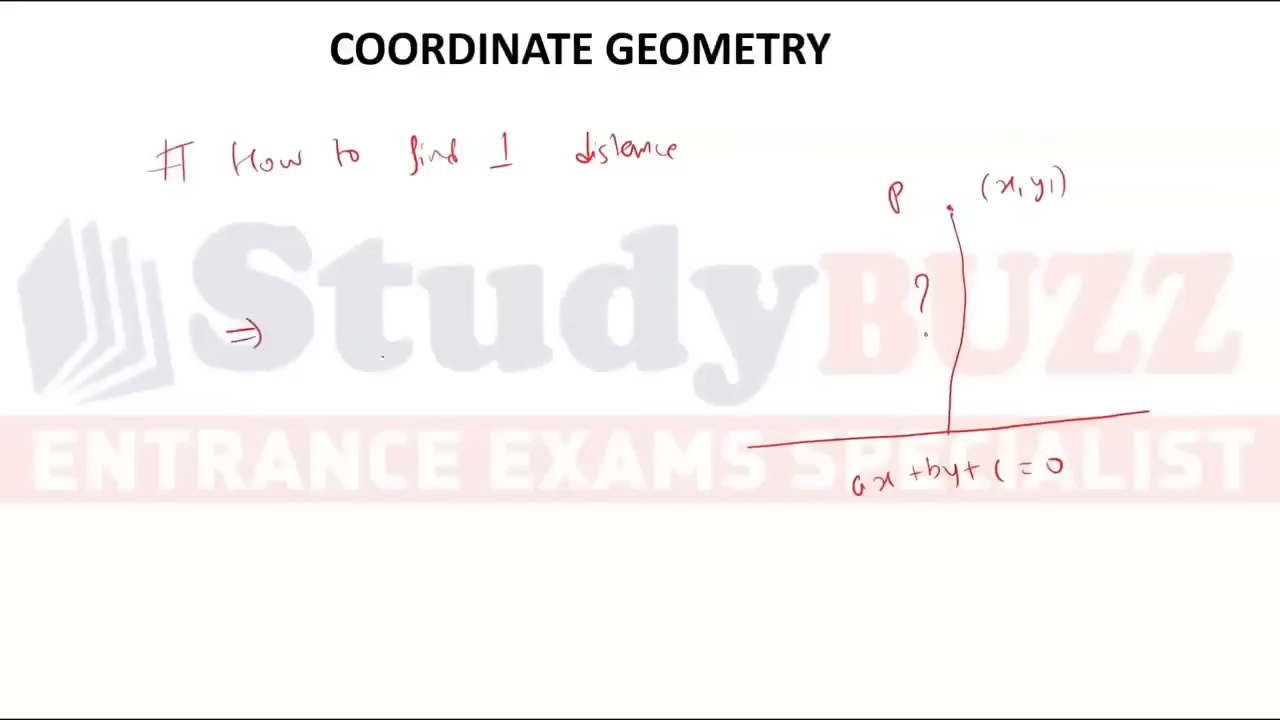 COORDINATE GEOMETRY
# How to find ⊥ distance
P (x₁ y₁)
StudyBUZZ
?
⇒
ENTRANCE EXAMS SPECIALIST
ax + by + c = 0